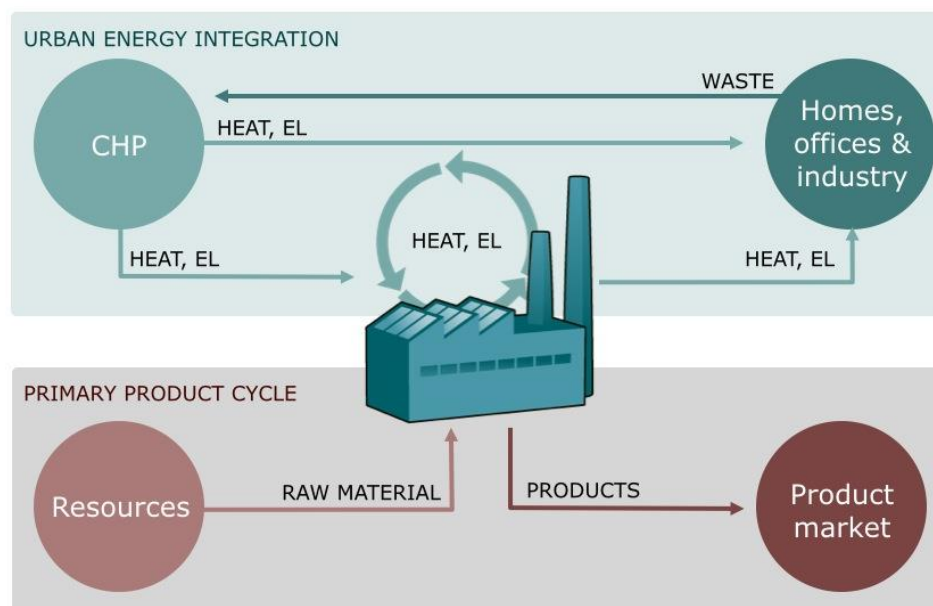 URBAN ENERGY INTEGRATION
WASTE
CHP
HEAT, EL
Homes,
offices &
industry
HEAT, EL
HEAT, EL
HEAT, EL
PRIMARY PRODUCT CYCLE
Resources
RAW MATERIAL
PRODUCTS
Product
market